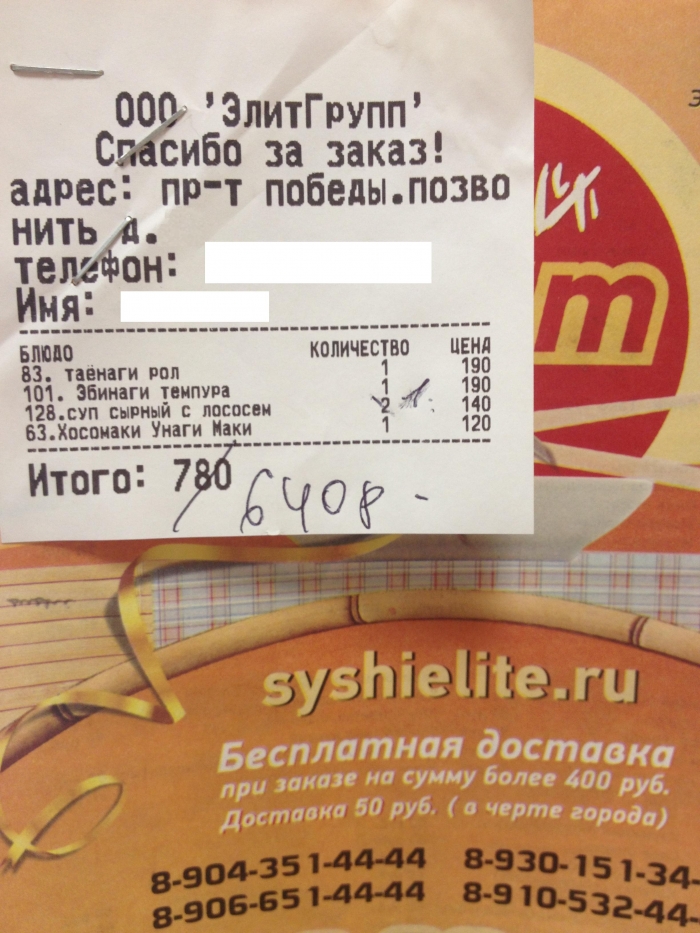 ООО 'ЭлитГрупп'
Спасибо за заказ!
адрес: пр-т победы.позво
нить д.
телефон:
Имя:
БЛЮДО КОЛИЧЕСТВО ЦЕНА
83. таёнаги рол 1 190
101. Эбинаги темпура 1 190
128.суп сырный с лососем 2 140
63.Хосомаки Унаги Маки 1 120
Итого: 780
640р -
syshielite.ru
Бесплатная доставка
при заказе на сумму более 400 руб.
Доставка 50 руб. ( в черте города)
8-904-351-44-44 8-930-151-34-
8-906-651-44-44 8-910-532-44-